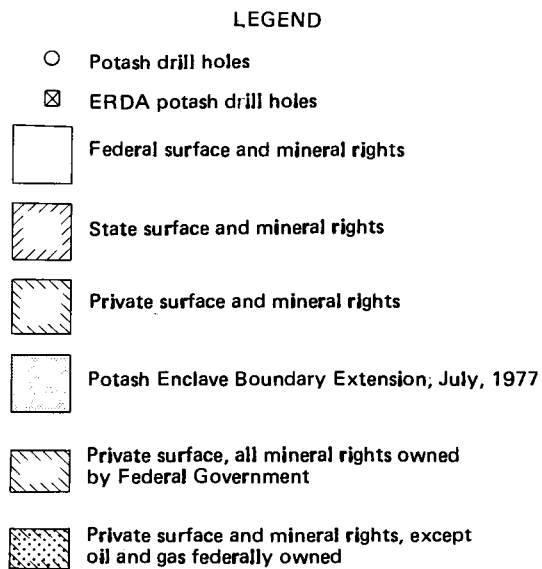 LEGEND
Potash drill holes
ERDA potash drill holes
Federal surface and mineral rights
State surface and mineral rights
Private surface and mineral rights
Potash Enclave Boundary Extension; July, 1977
Private surface, all mineral rights owned
by Federal Government
Private surface and mineral rights, except
oil and gas federally owned